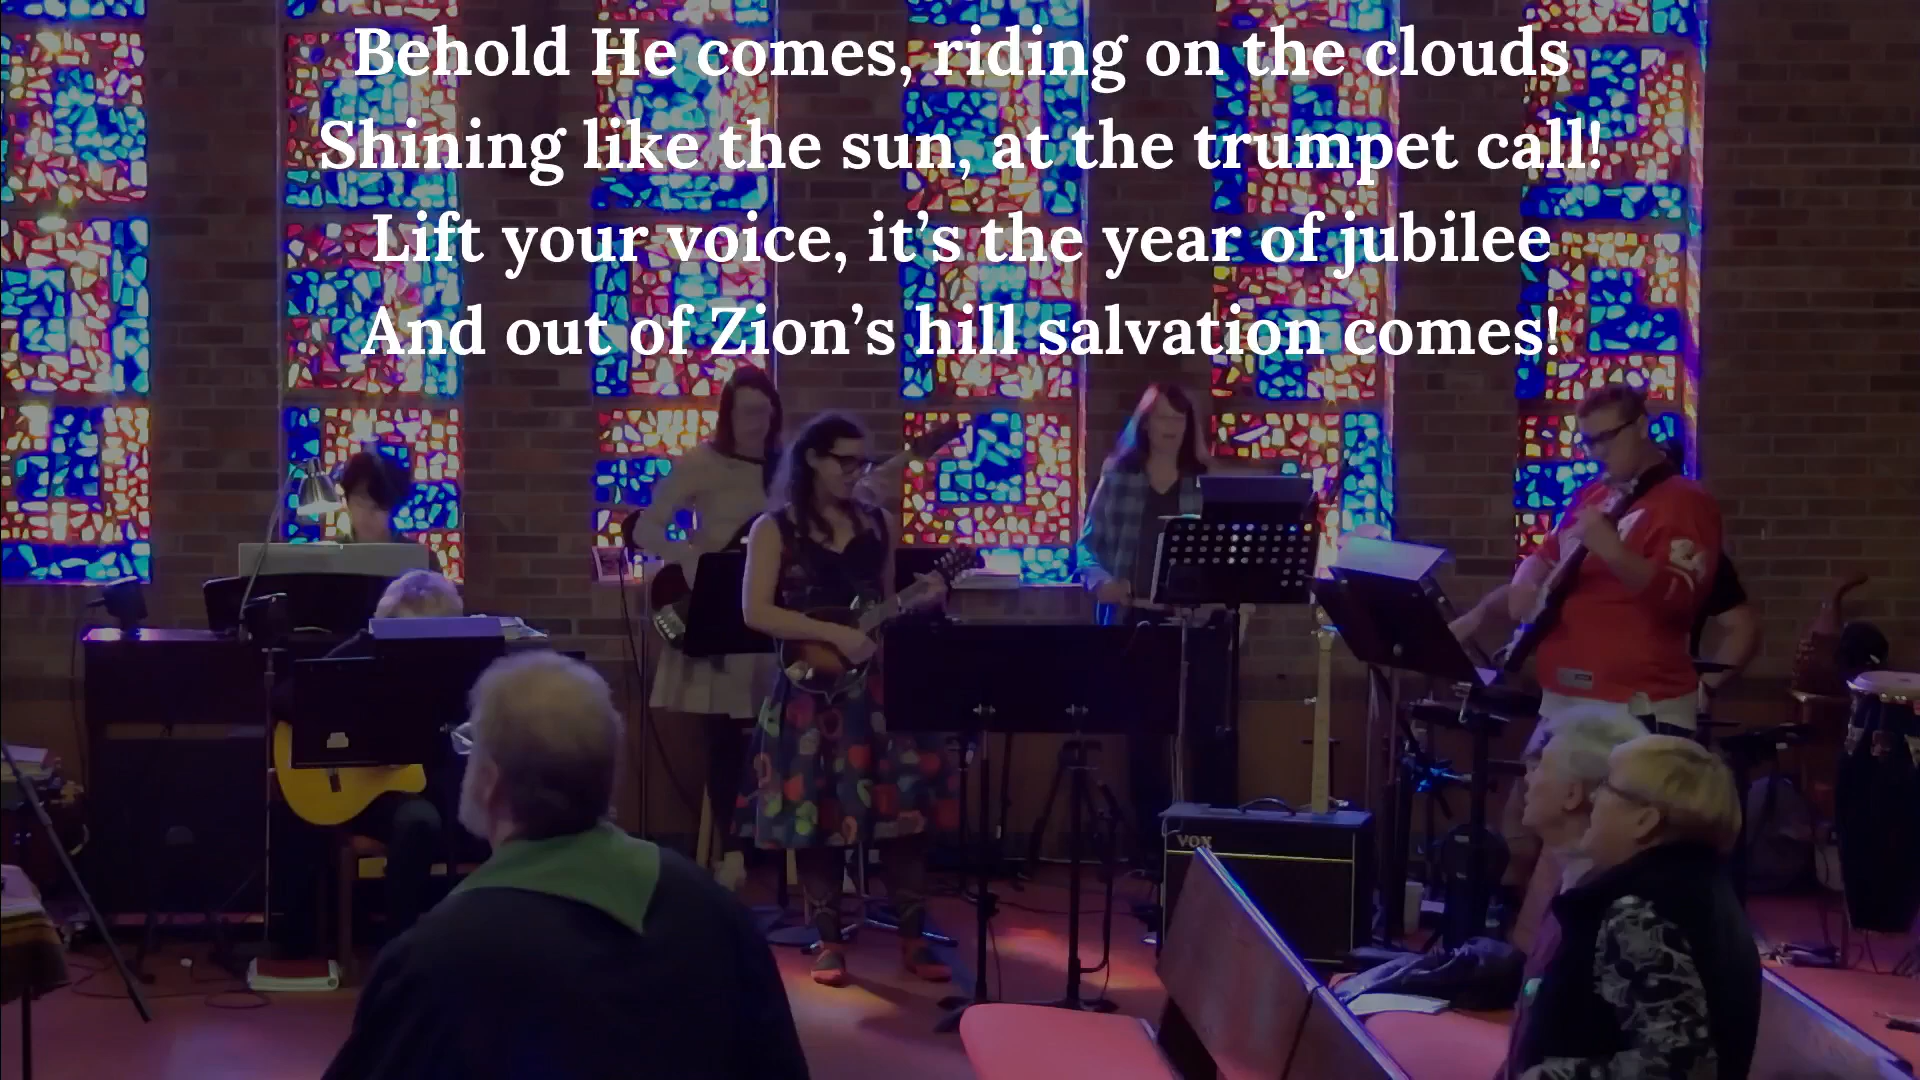 Behold He comes, riding on the clouds
Shining like the sun, at the trumpet call!
Lift your voice, it’s the year of jubilee
And out of Zion’s hill salvation comes!
VOX